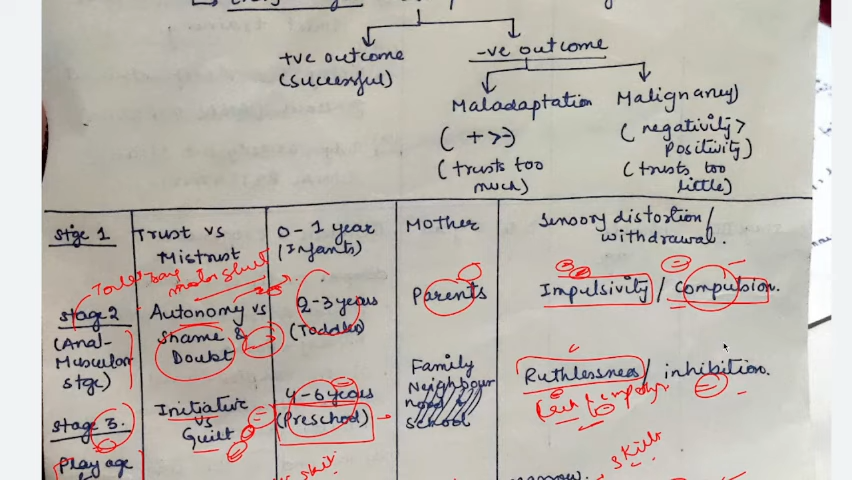 +ve outcome
(successful)
-ve outcome
Maladaptation
( + > -)
(trusts too
much)
Malignancy)
( negativity >
positivity)
(trusts too
little)
stge 1
Trust vs
Mistrust
0 - 1 year
(Infants)
Mother
sensory distortion/
withdrawal.
stage 2
(Anal-
Musculor
stge)
Autonomy vs
shame &
Doubt
2-3 years
(Toddler)
Parents
Impulsivity / Compulsion.
stage 3.
Play age
Initiative
vs
Guilt
4-6 years
(Preschool)
Family
Neighbour
hood
school
Ruthlessness/ inhibition.
skills